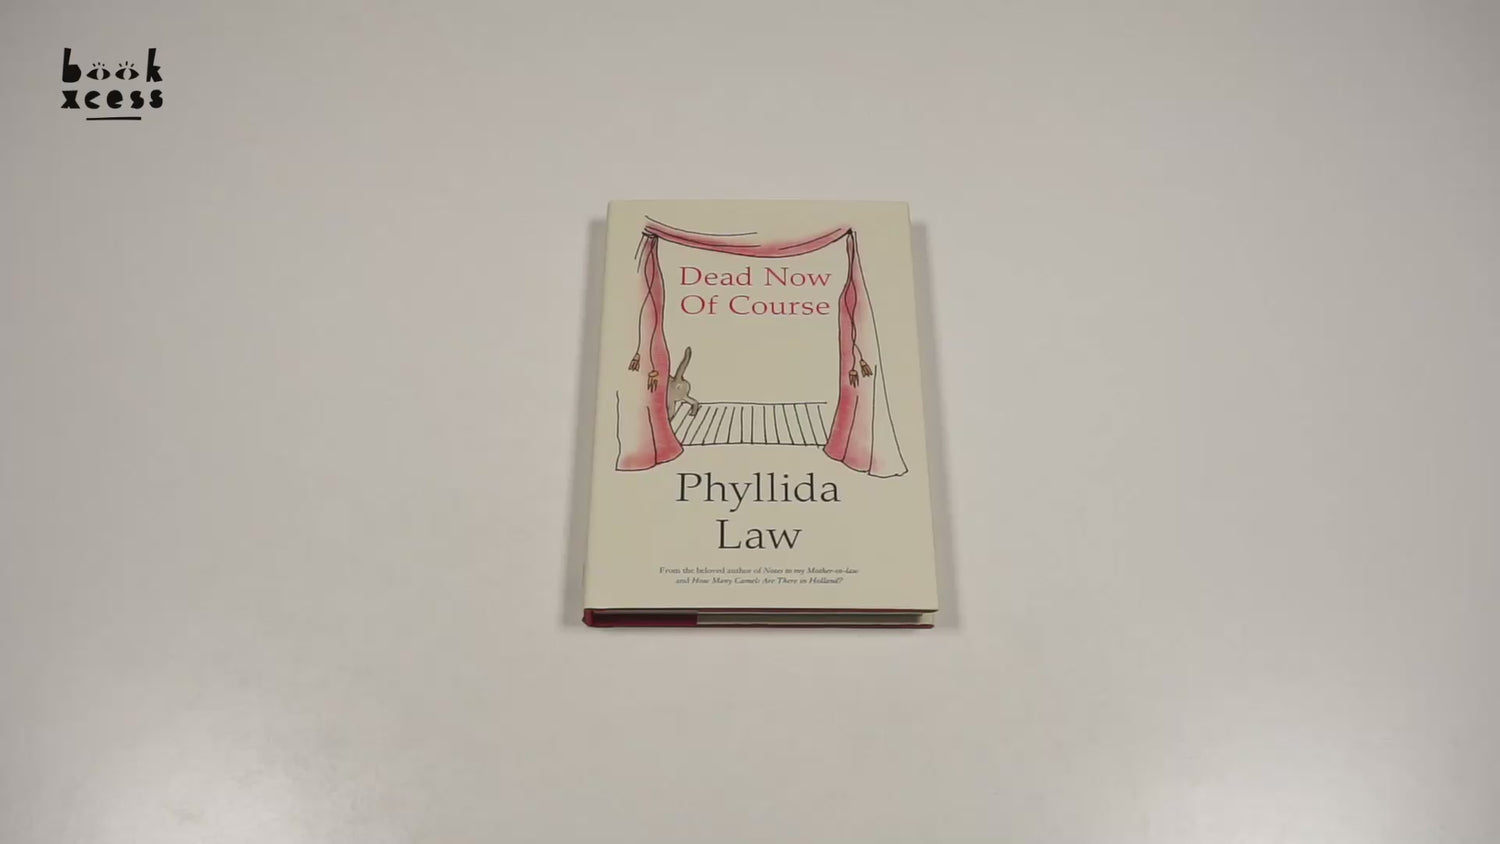 book
xcess
Dead Now
Of Course
Phyllida
Law
From the beloved author of Notes to my Mother-in-law
and How Many Camels Are There in Holland?